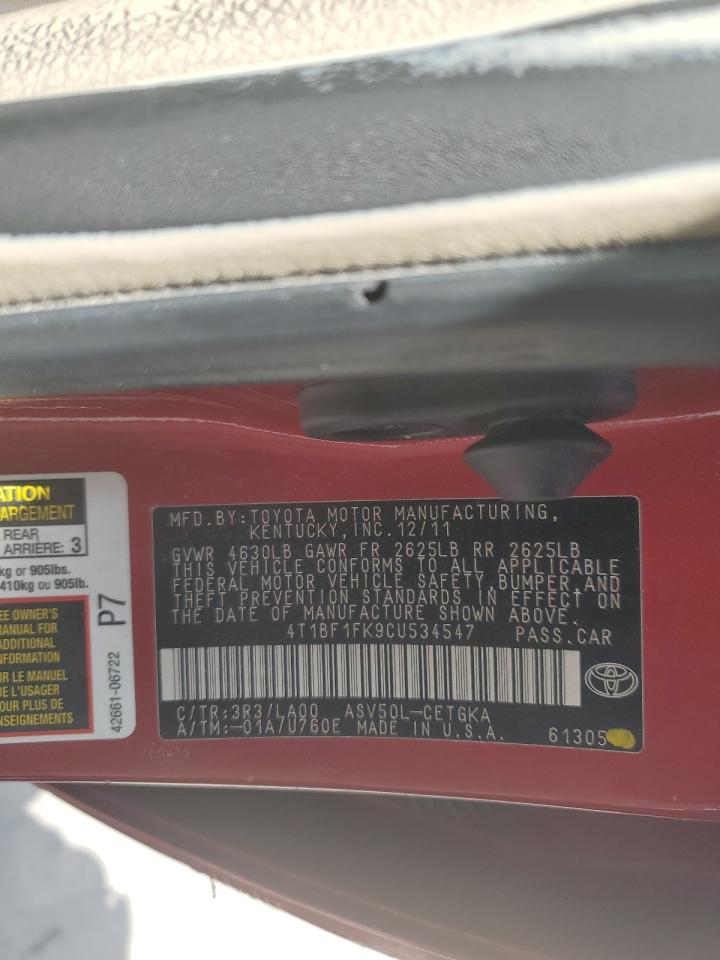 ATION
ARGEMENT
REAR
ARRIERE: 3
kg or 905lbs.
410kg ou 905lb.
EE OWNER'S
MANUAL FOR
ADDITIONAL
NFORMATION
SIR LE MANUEL
DE L'USAGER
OUR PLUS DE
CENSEIGNEMENTS
P7
42661-06722
MFD.BY:TOYOTA MOTOR MANUFACTURING,
KENTUCKY,INC.12/11
GVWR 4630LB GAWR FR 2625LB RR 2625LB
THIS VEHICLE CONFORMS TO ALL APPLICABLE
FEDERAL MOTOR VEHICLE SAFETY, BUMPER,AND
THEFT PREVENTION STANDARDS IN EFFECT ON
THE DATE OF MANUFACTURE SHOWN ABOVE.
4T1BF1FK9CU534547 PASS.CAR
C/TR:3R3/LA00 ASV50L-CETGKA
A/TM:-01A/U760E MADE IN U.S.A.
61305